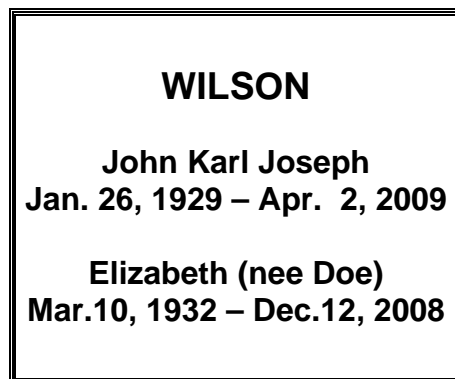 WILSON
John Karl Joseph
Jan. 26, 1929 – Apr.  2, 2009
Elizabeth (nee Doe)
Mar.10, 1932 – Dec.12, 2008